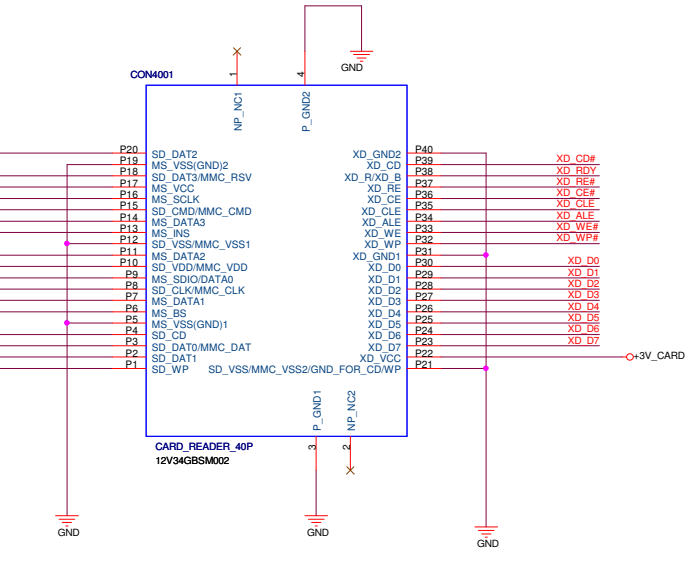 GND
CON4001
1
4
NP_NC1
P_GND2
P20 SD_DAT2 XD_GND2 P40
P19 MS_VSS(GND)2 XD_CD P39 XD_CD#
P18 SD_DAT3/MMC_RSV XD_R/XD_B P38 XD_RDY
P17 MS_VCC XD_RE P37 XD_RE#
P16 MS_SCLK XD_CE P36 XD_CE#
P15 SD_CMD/MMC_CMD XD_CLE P35 XD_CLE
P14 MS_DATA3 XD_ALE P34 XD_ALE
P13 MS_INS XD_WE P33 XD_WE#
P12 SD_VSS/MMC_VSS1 XD_WP P32 XD_WP#
P11 MS_DATA2 XD_GND1 P31
P10 SD_VDD/MMC_VDD XD_D0 P30 XD_D0
P9 MS_SDIO/DATA0 XD_D1 P29 XD_D1
P8 SD_CLK/MMC_CLK XD_D2 P28 XD_D2
P7 MS_DATA1 XD_D3 P27 XD_D3
P6 MS_BS XD_D4 P26 XD_D4
P5 MS_VSS(GND)1 XD_D5 P25 XD_D5
P4 SD_CD XD_D6 P24 XD_D6
P3 SD_DAT0/MMC_DAT XD_D7 P23 XD_D7
P2 SD_DAT1 XD_VCC P22 +3V_CARD
P1 SD_WP SD_VSS/MMC_VSS2/GND_FOR_CD/WP P21
P_GND1
NP_NC2
3
2
CARD_READER_40P
12V34GBSM002
GND
GND
GND